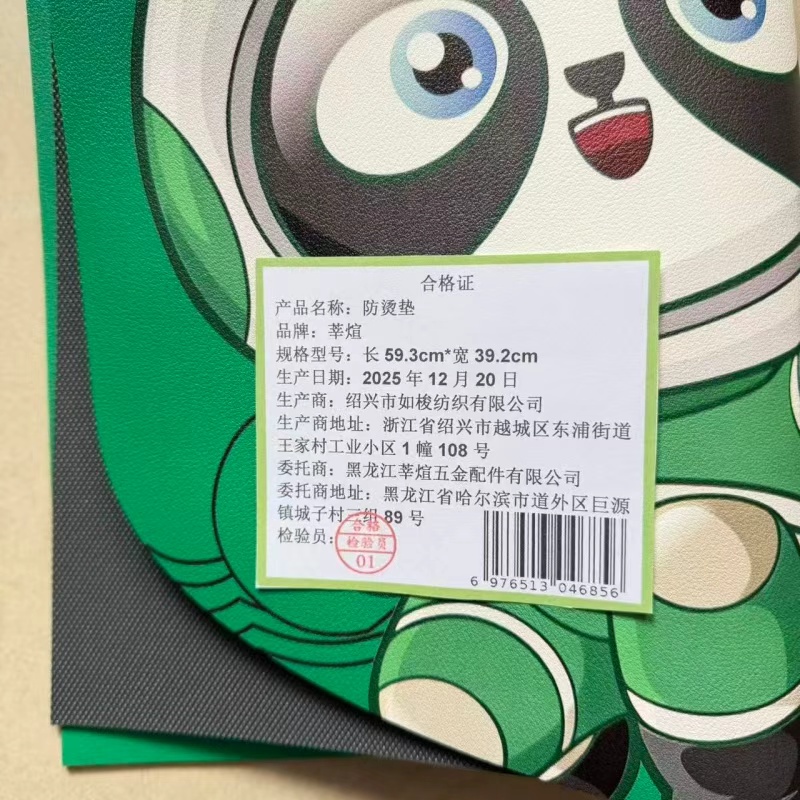 合格证
产品名称：防烫垫
品牌：莘煊
规格型号：长 59.3cm*宽 39.2cm
生产日期：2025 年 12 月 20 日
生产商：绍兴市如梭纺织有限公司
生产商地址：浙江省绍兴市越城区东浦街道
王家村工业小区 1 幢 108 号
委托商：黑龙江莘煊五金配件有限公司
委托商地址：黑龙江省哈尔滨市道外区巨源
镇城子村三组 89 号
检验员：
合格
检验员
01
6 976513 046856